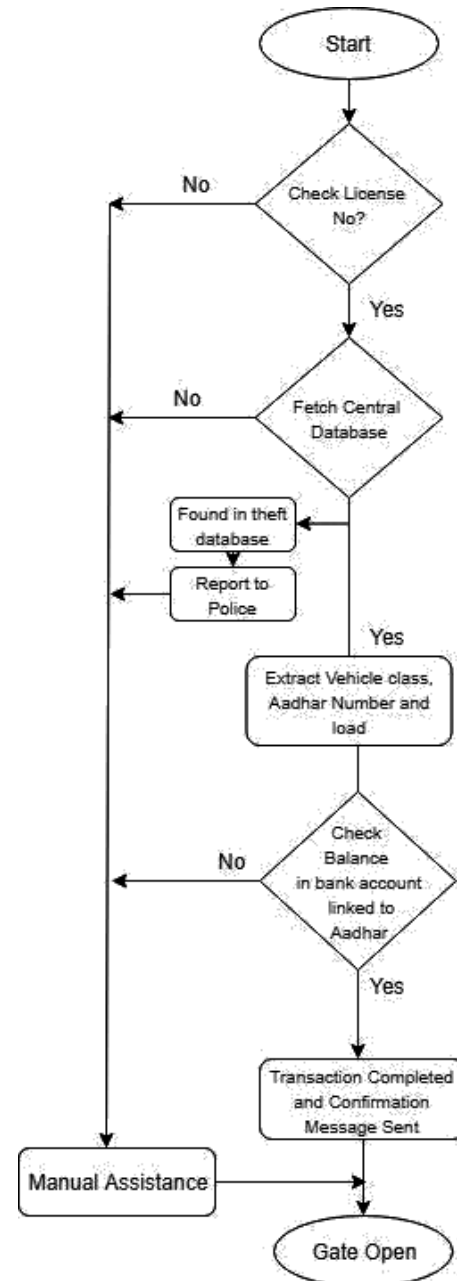 Start
Check License
No?
No
Yes
Fetch Central
Database
No
Found in theft
database
Report to
Police
Yes
Extract Vehicle class,
Aadhar Number and
load
Check
Balance
in bank account
linked to
Aadhar
No
Yes
Transaction Completed
and Confirmation
Message Sent
Manual Assistance
Gate Open